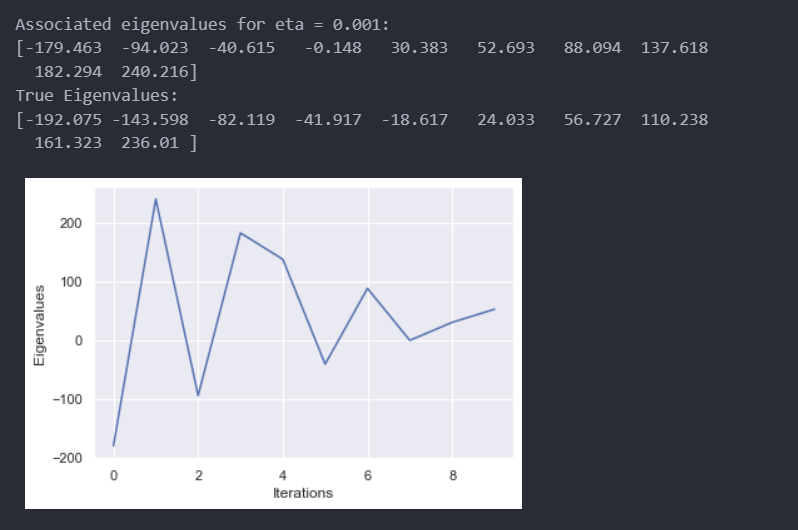 Associated eigenvalues for eta = 0.001:
[-179.463 -94.023 -40.615 -0.148 30.383 52.693 88.094 137.618
182.294 240.216]
True Eigenvalues:
[-192.075 -143.598 -82.119 -41.917 -18.617 24.033 56.727 110.238
161.323 236.01 ]
200
100
0
−100
−200
Eigenvalues
0 2 4 6 8
Iterations